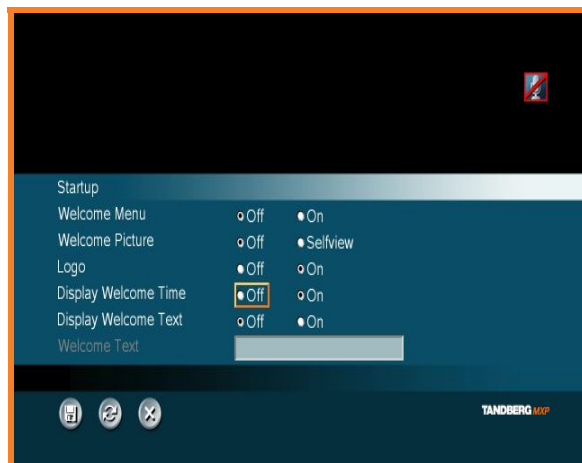 Startup
Welcome Menu Off On
Welcome Picture Off Selfview
Logo Off On
Display Welcome Time Off On
Display Welcome Text Off On
Welcome Text
TANDBERG MXP